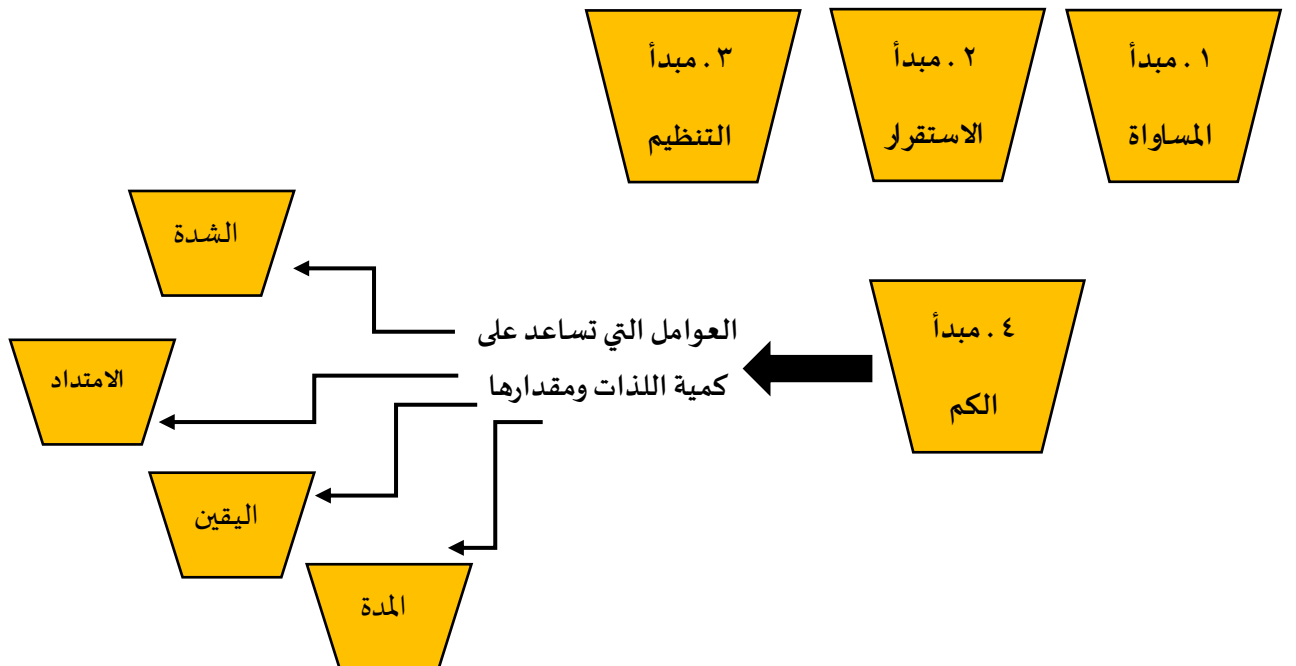 ١ . مبدأ
المساواة
٢ . مبدأ
الاستقرار
٣ . مبدأ
التنظيم
٤ . مبدأ
الكم
العوامل التي تساعد على
كمية اللذات ومقدارها
الشدة
الامتداد
اليقين
المدة